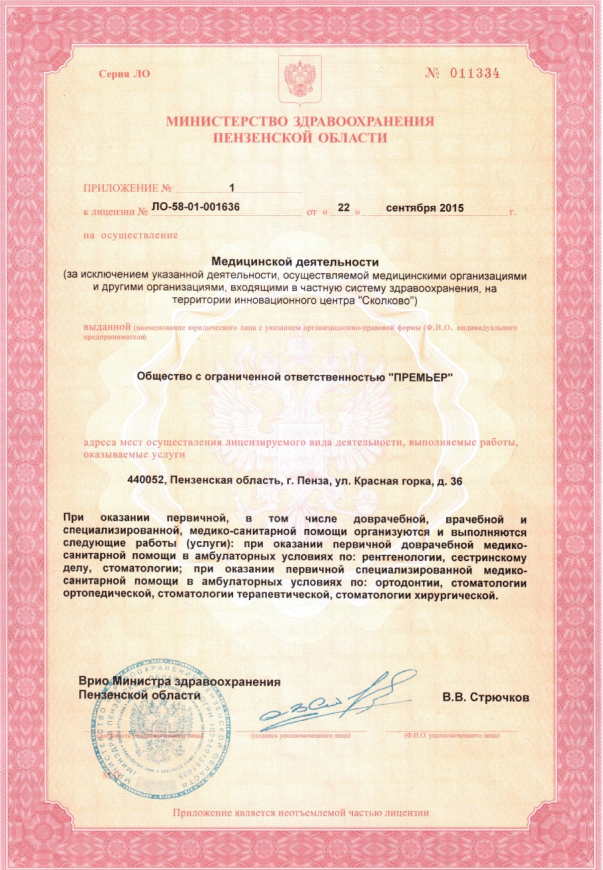 Серия ЛО
№ 011334
МИНИСТЕРСТВО ЗДРАВООХРАНЕНИЯ
ПЕНЗЕНСКОЙ ОБЛАСТИ
ПРИЛОЖЕНИЕ № 1
к лицензии № ЛО-58-01-001636 от « 22 » сентября 2015 г.
на осуществление
Медицинской деятельности
(за исключением указанной деятельности, осуществляемой медицинскими организациями
и другими организациями, входящими в частную систему здравоохранения, на
территории инновационного центра "Сколково")
выданной (наименование юридического лица с указанием организационно-правовой формы (Ф.И.О. индивидуального
предпринимателя)
Общество с ограниченной ответственностью "ПРЕМЬЕР"
адреса мест осуществления лицензируемого вида деятельности, выполняемые работы,
оказываемые услуги
440052, Пензенская область, г. Пенза, ул. Красная горка, д. 36
При оказании первичной, в том числе доврачебной, врачебной и
специализированной, медико-санитарной помощи организуются и выполняются
следующие работы (услуги): при оказании первичной доврачебной медико-
санитарной помощи в амбулаторных условиях по: рентгенологии, сестринскому
делу, стоматологии; при оказании первичной специализированной медико-
санитарной помощи в амбулаторных условиях по: ортодонтии, стоматологии
ортопедической, стоматологии терапевтической, стоматологии хирургической.
Врио Министра здравоохранения
Пензенской области
В.В. Стрючков
(подпись уполномоченного лица)
(Ф.И.О. уполномоченного лица)
Приложение является неотъемлемой частью лицензии